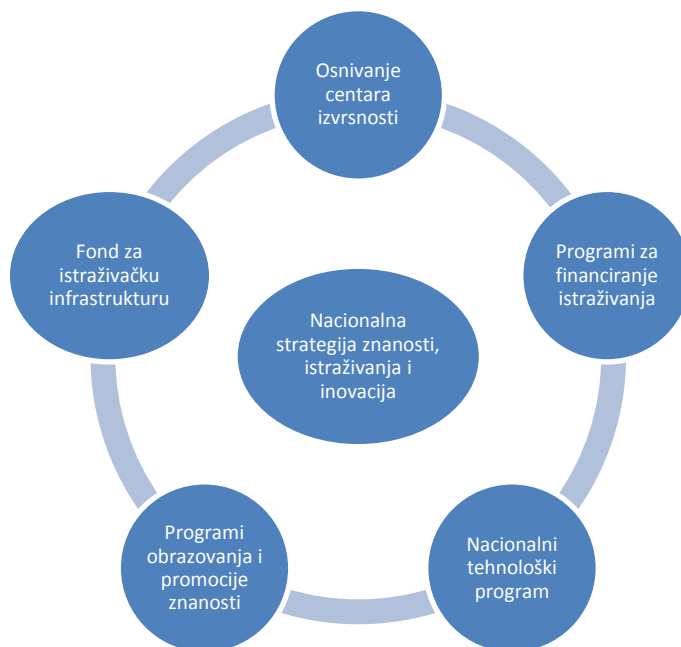 Osnivanje
centara
izvrsnosti
Fond za
istraživačku
infrastrukturu
Programi za
financiranje
istraživanja
Nacionalna
strategija znanosti,
istraživanja i
inovacija
Programi
obrazovanja i
promocije
znanosti
Nacionalni
tehnološki
program